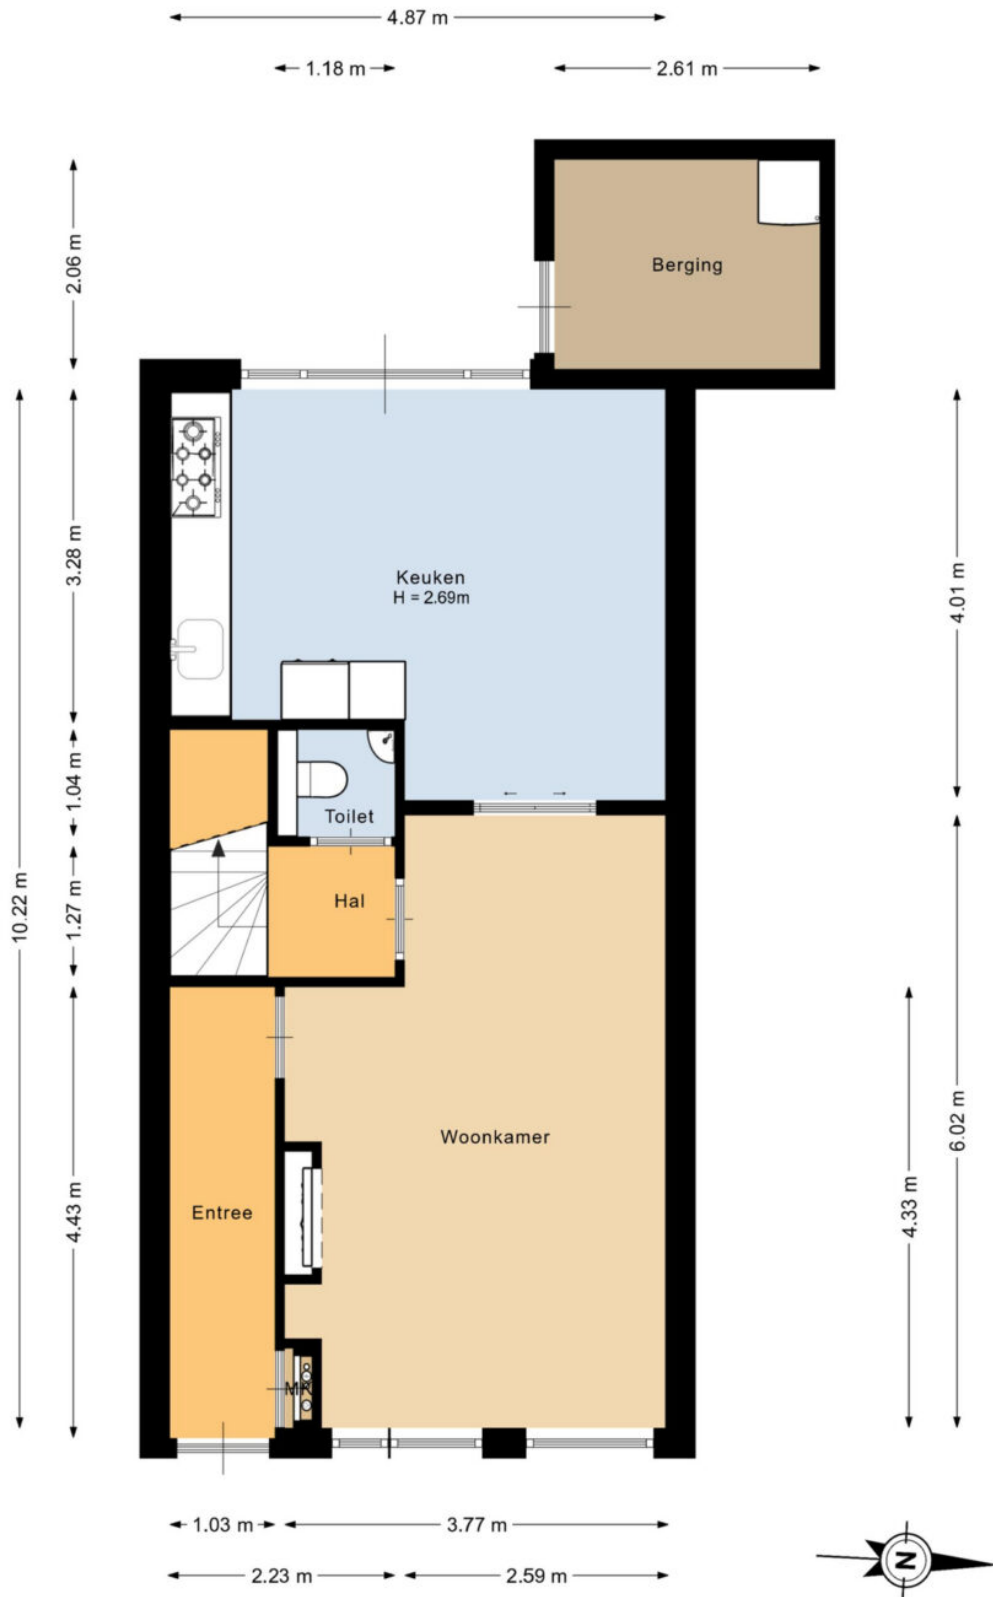 4.87 m
1.18 m
2.61 m
2.06 m
Berging
10.22 m
3.28 m
Keuken
H = 2.69m
4.01 m
1.04 m
Toilet
1.27 m
Hal
6.02 m
4.43 m
Woonkamer
4.33 m
Entree
MK
1.03 m
3.77 m
2.23 m
2.59 m
N